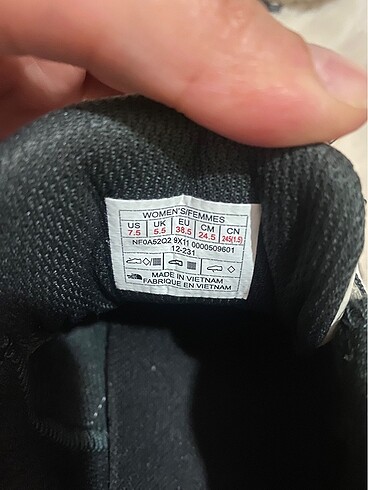 WOMEN'S/FEMMES
US UK EU CM CN
7.5 5.5 38.5 24.5 245(1.5)
NF0A52Q2 9X11 0000509601
12-231
MADE IN VIETNAM
FABRIQUE EN VIETNAM